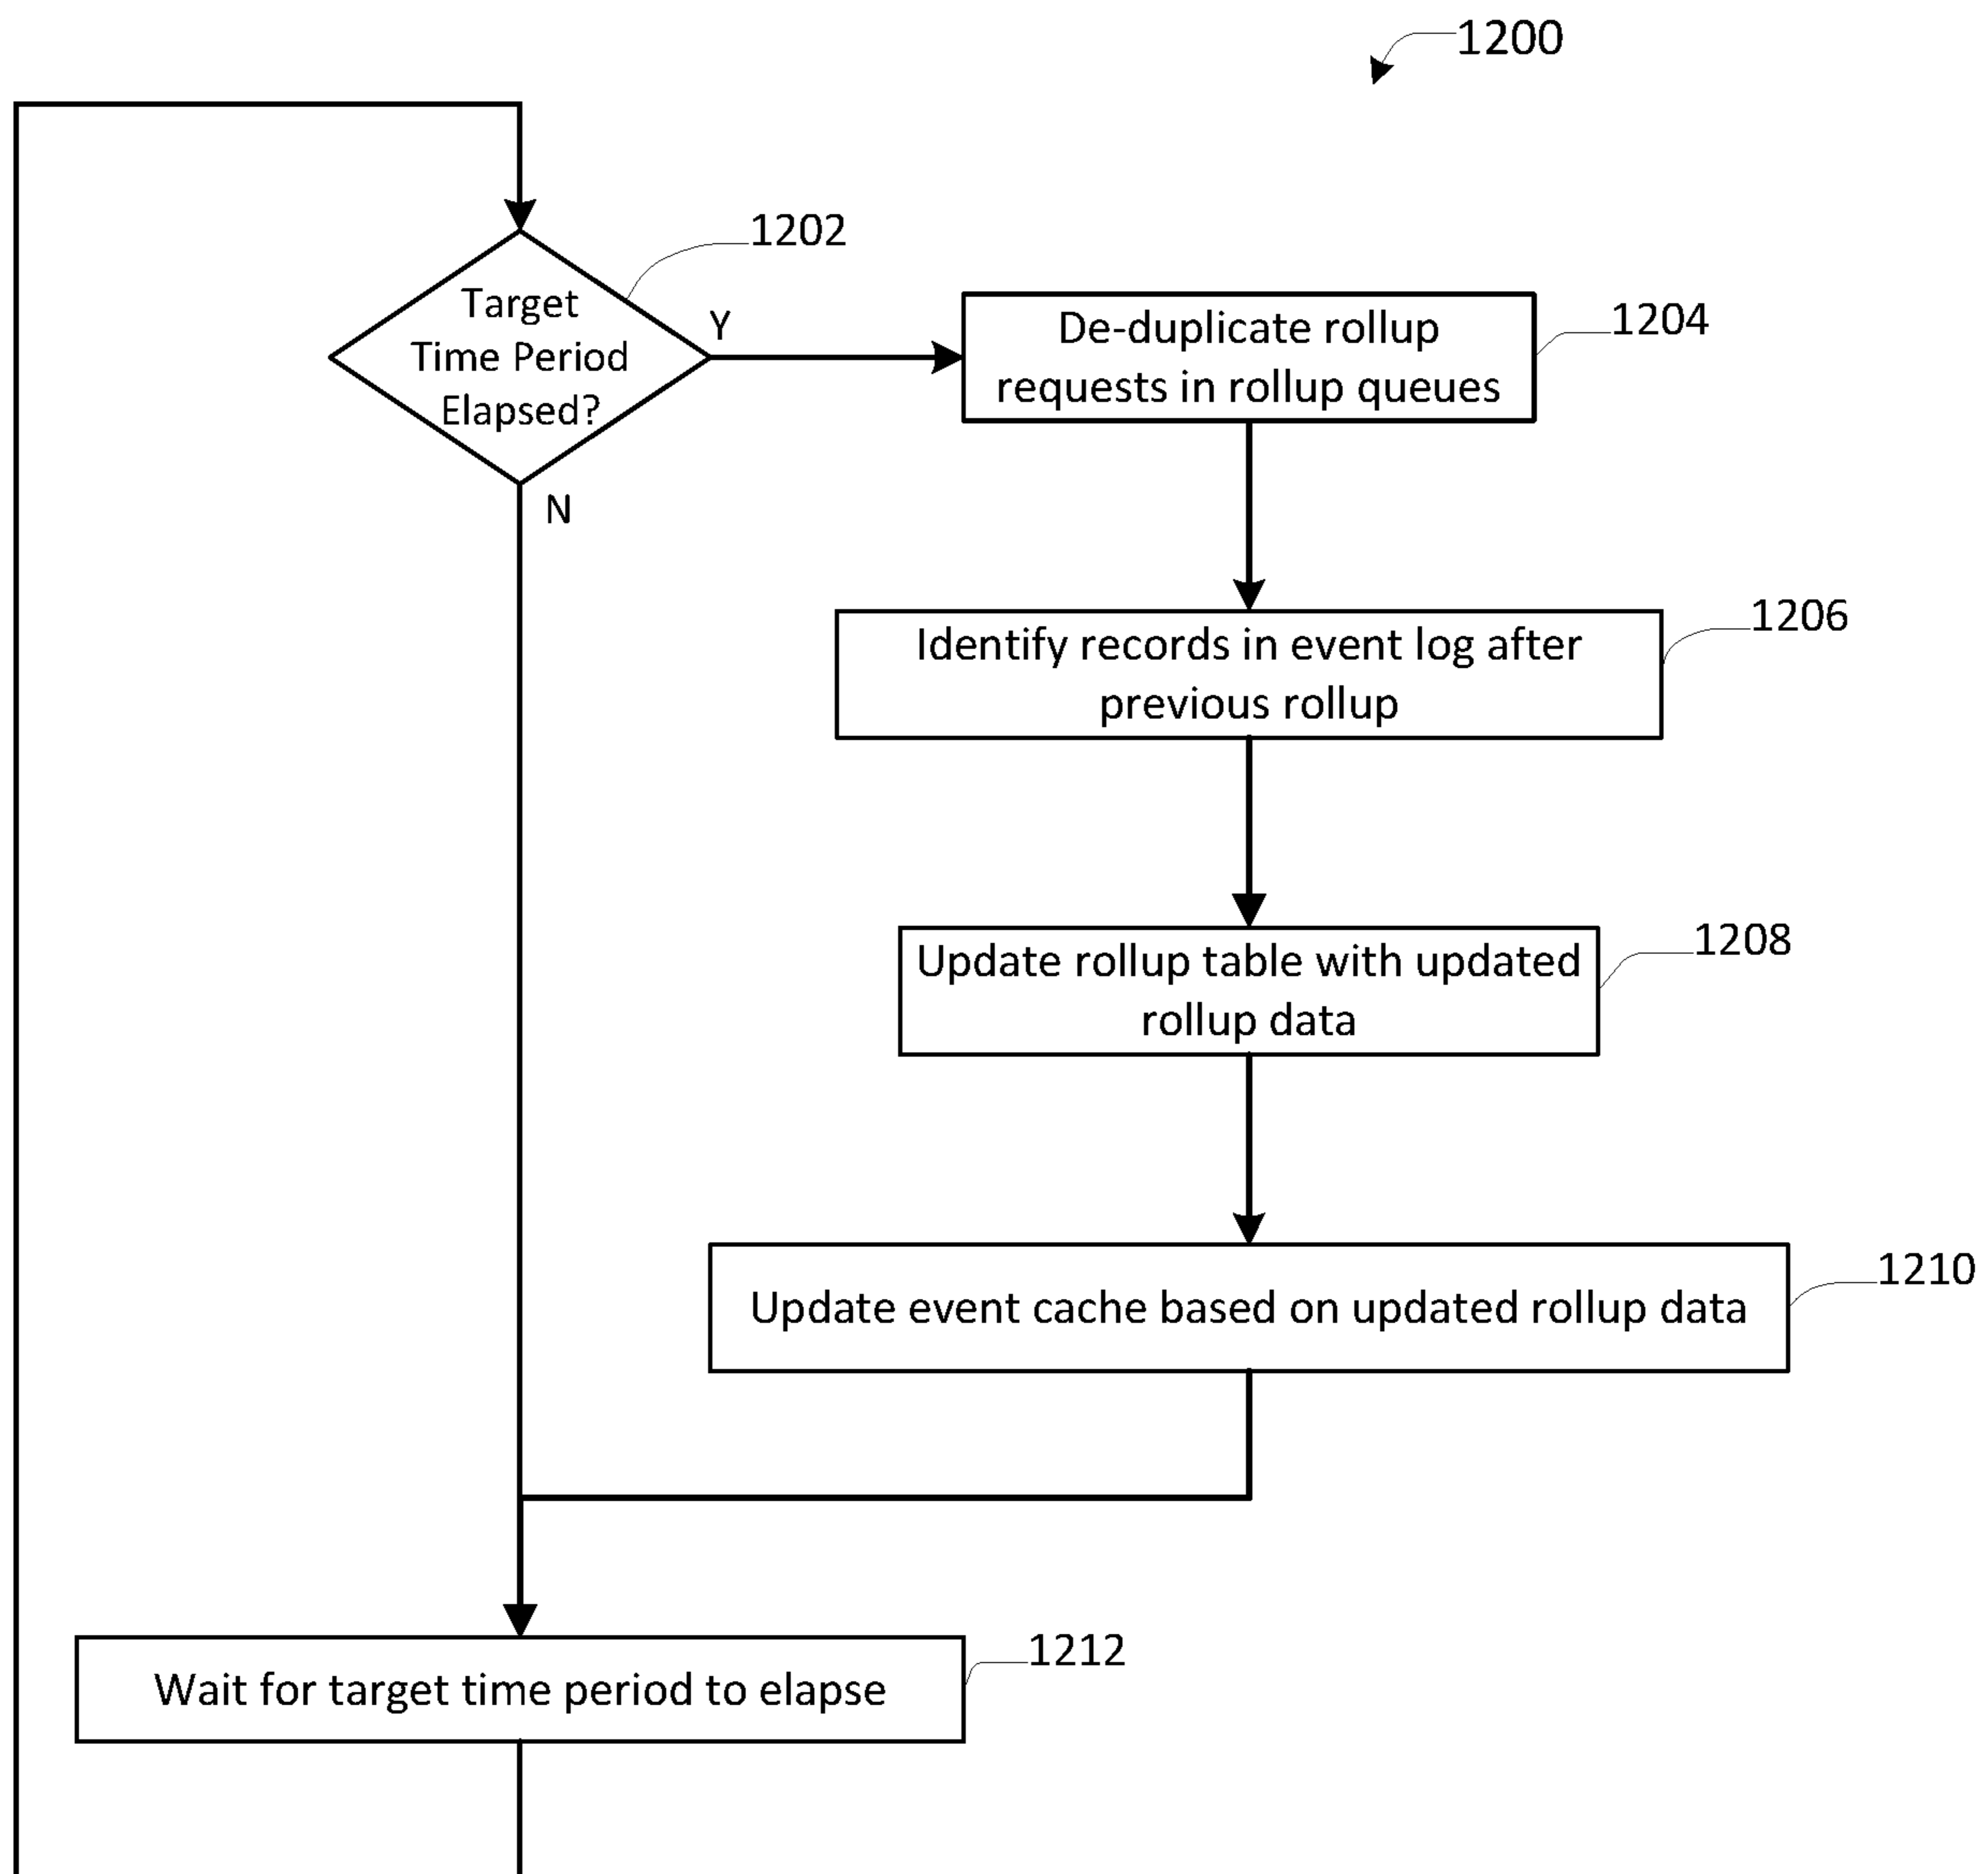 1200
1202
Target
Time Period
Elapsed?
Y
N
De-duplicate rollup
requests in rollup queues
1204
Identify records in event log after
previous rollup
1206
Update rollup table with updated
rollup data
1208
Update event cache based on updated rollup data
1210
Wait for target time period to elapse
1212